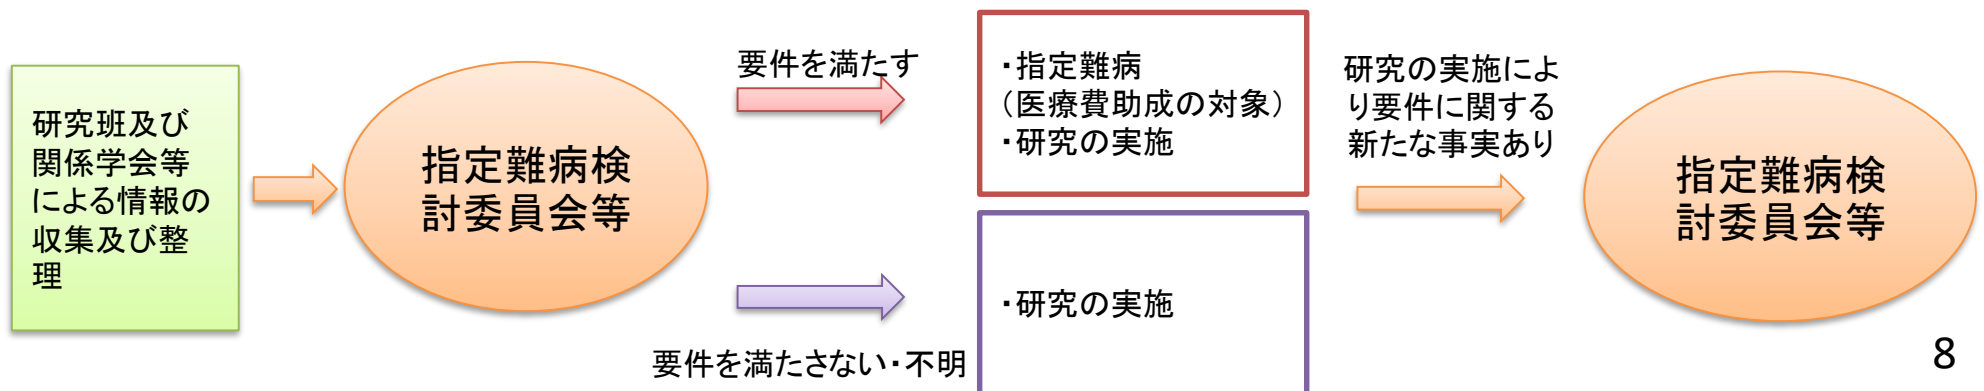 研究班及び
関係学会等
による情報の
収集及び整
理
指定難病検
討委員会等
要件を満たす
・指定難病
（医療費助成の対象）
・研究の実施
要件を満たさない・不明
・研究の実施
研究の実施によ
り要件に関する
新たな事実あり
指定難病検
討委員会等
8